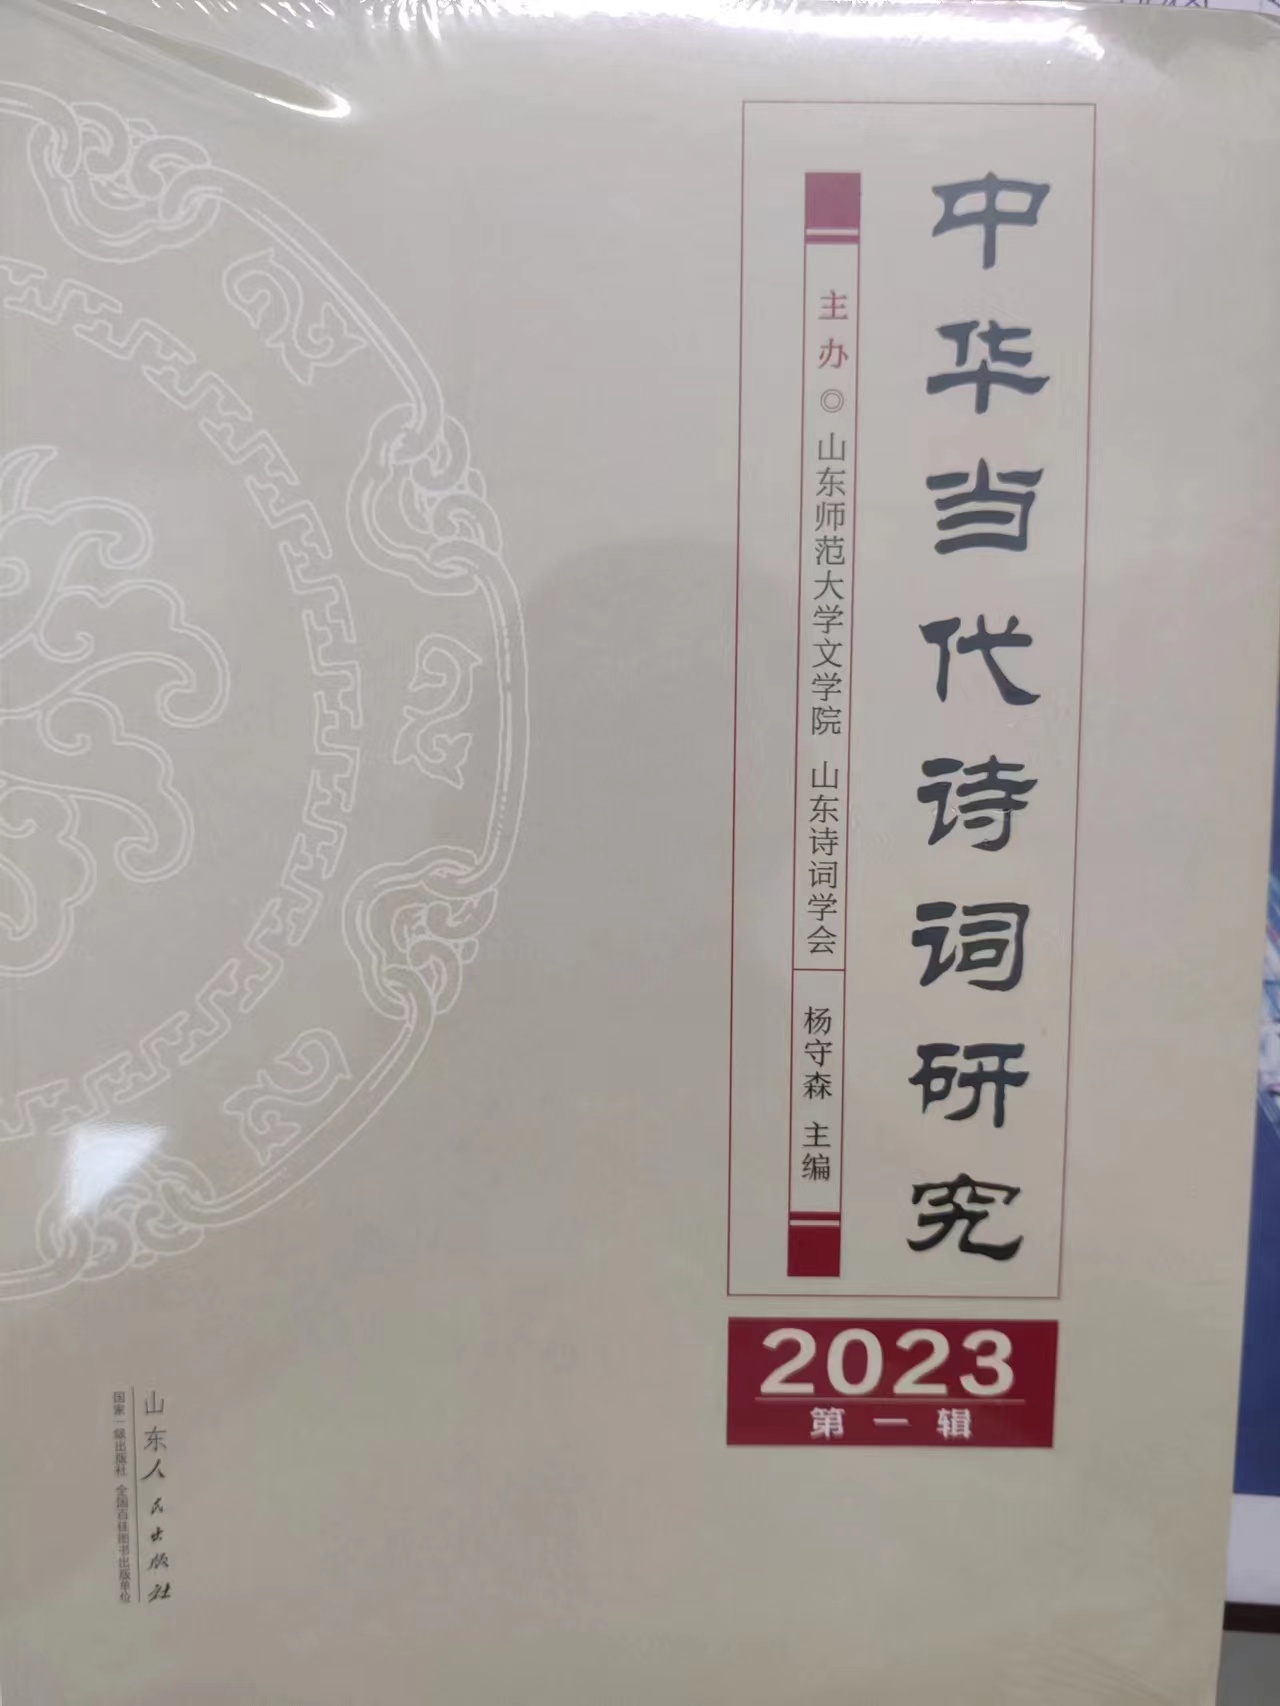 中华当代诗词研究
主办◎山东师范大学文学院 山东诗词学会
杨守森 主编
2023
第一辑
山东人民出版社
国家一级出版社 全国百佳图书出版单位